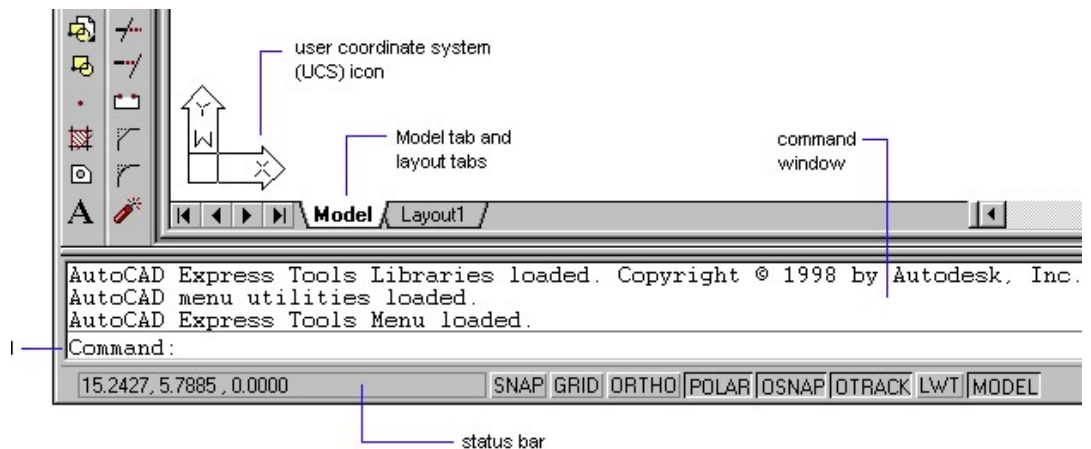 user coordinate system
(UCS) icon
Y
W
X
Model tab and
layout tabs
command
window
A
Model
Layout1
AutoCAD Express Tools Libraries loaded. Copyright © 1998 by Autodesk, Inc.
AutoCAD menu utilities loaded.
AutoCAD Express Tools Menu loaded.
l
Command:
15.2427, 5.7885 , 0.0000
SNAP GRID ORTHO POLAR OSNAP OTRACK LWT MODEL
status bar